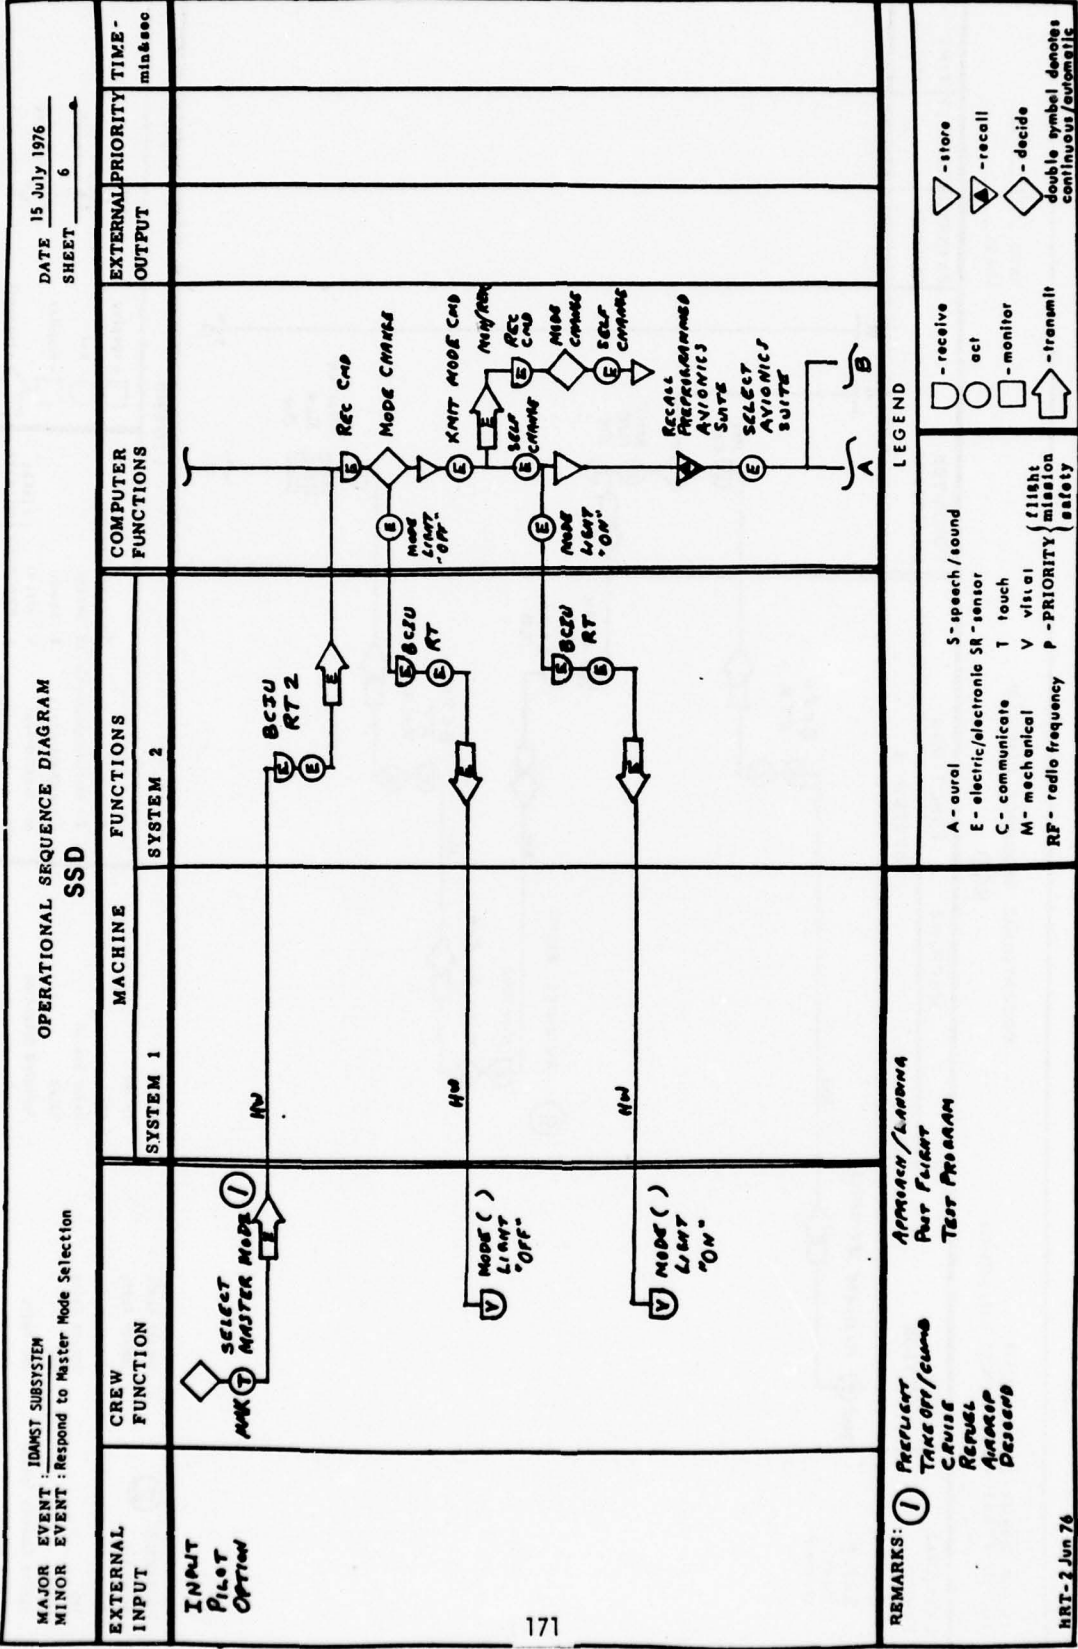 MAJOR EVENT : IDAMST SUBSYSTEM
MINOR EVENT : Respond to Master Mode Selection
OPERATIONAL SEQUENCE DIAGRAM
SSD
DATE 15 July 1976
SHEET 6
EXTERNAL INPUT
CREW FUNCTION
MACHINE FUNCTIONS
SYSTEM 1
SYSTEM 2
COMPUTER FUNCTIONS
EXTERNAL OUTPUT
PRIORITY
TIME-
min&sec
INPUT
PILOT
OPTION
T
SELECT
MASTER MODE
1
E
HW
E
BCIU
E
RT 2
E
E
REC CMD
MODE CHANGE
E
MODE
LIGHT
"OFF"
E
XMIT MODE CMD
E
MON/REM
E
REC
CMD
MODE
CHANGE
E
SELF
CHANGE
E
SELF
CHANGE
E
BCIU
E
RT
E
HW
V
MODE ( )
LIGHT
"OFF"
E
MODE
LIGHT
"ON"
E
BCIU
E
RT
E
HW
V
MODE ( )
LIGHT
"ON"
RECALL
PREPROGRAMMED
AVIONICS
SUITE
E
SELECT
AVIONICS
SUITE
A
B
REMARKS:
1
PREFLIGHT
TAKE OFF/CLIMB
CRUISE
REFUEL
AIRDROP
DESCEND
APPROACH/LANDING
POST FLIGHT
TEST PROGRAM
LEGEND
A - aural
S - speech/sound
E - electric/electronic
SR - sensor
C - communicate
T touch
M - mechanical
V visual
RF - radio frequency
P - PRIORITY { flight
mission
safety
- receive
act
- monitor
- transmit
- store
- recall
- decide
double symbol denotes
continuous/automatic
HRT-2 Jun 76
171